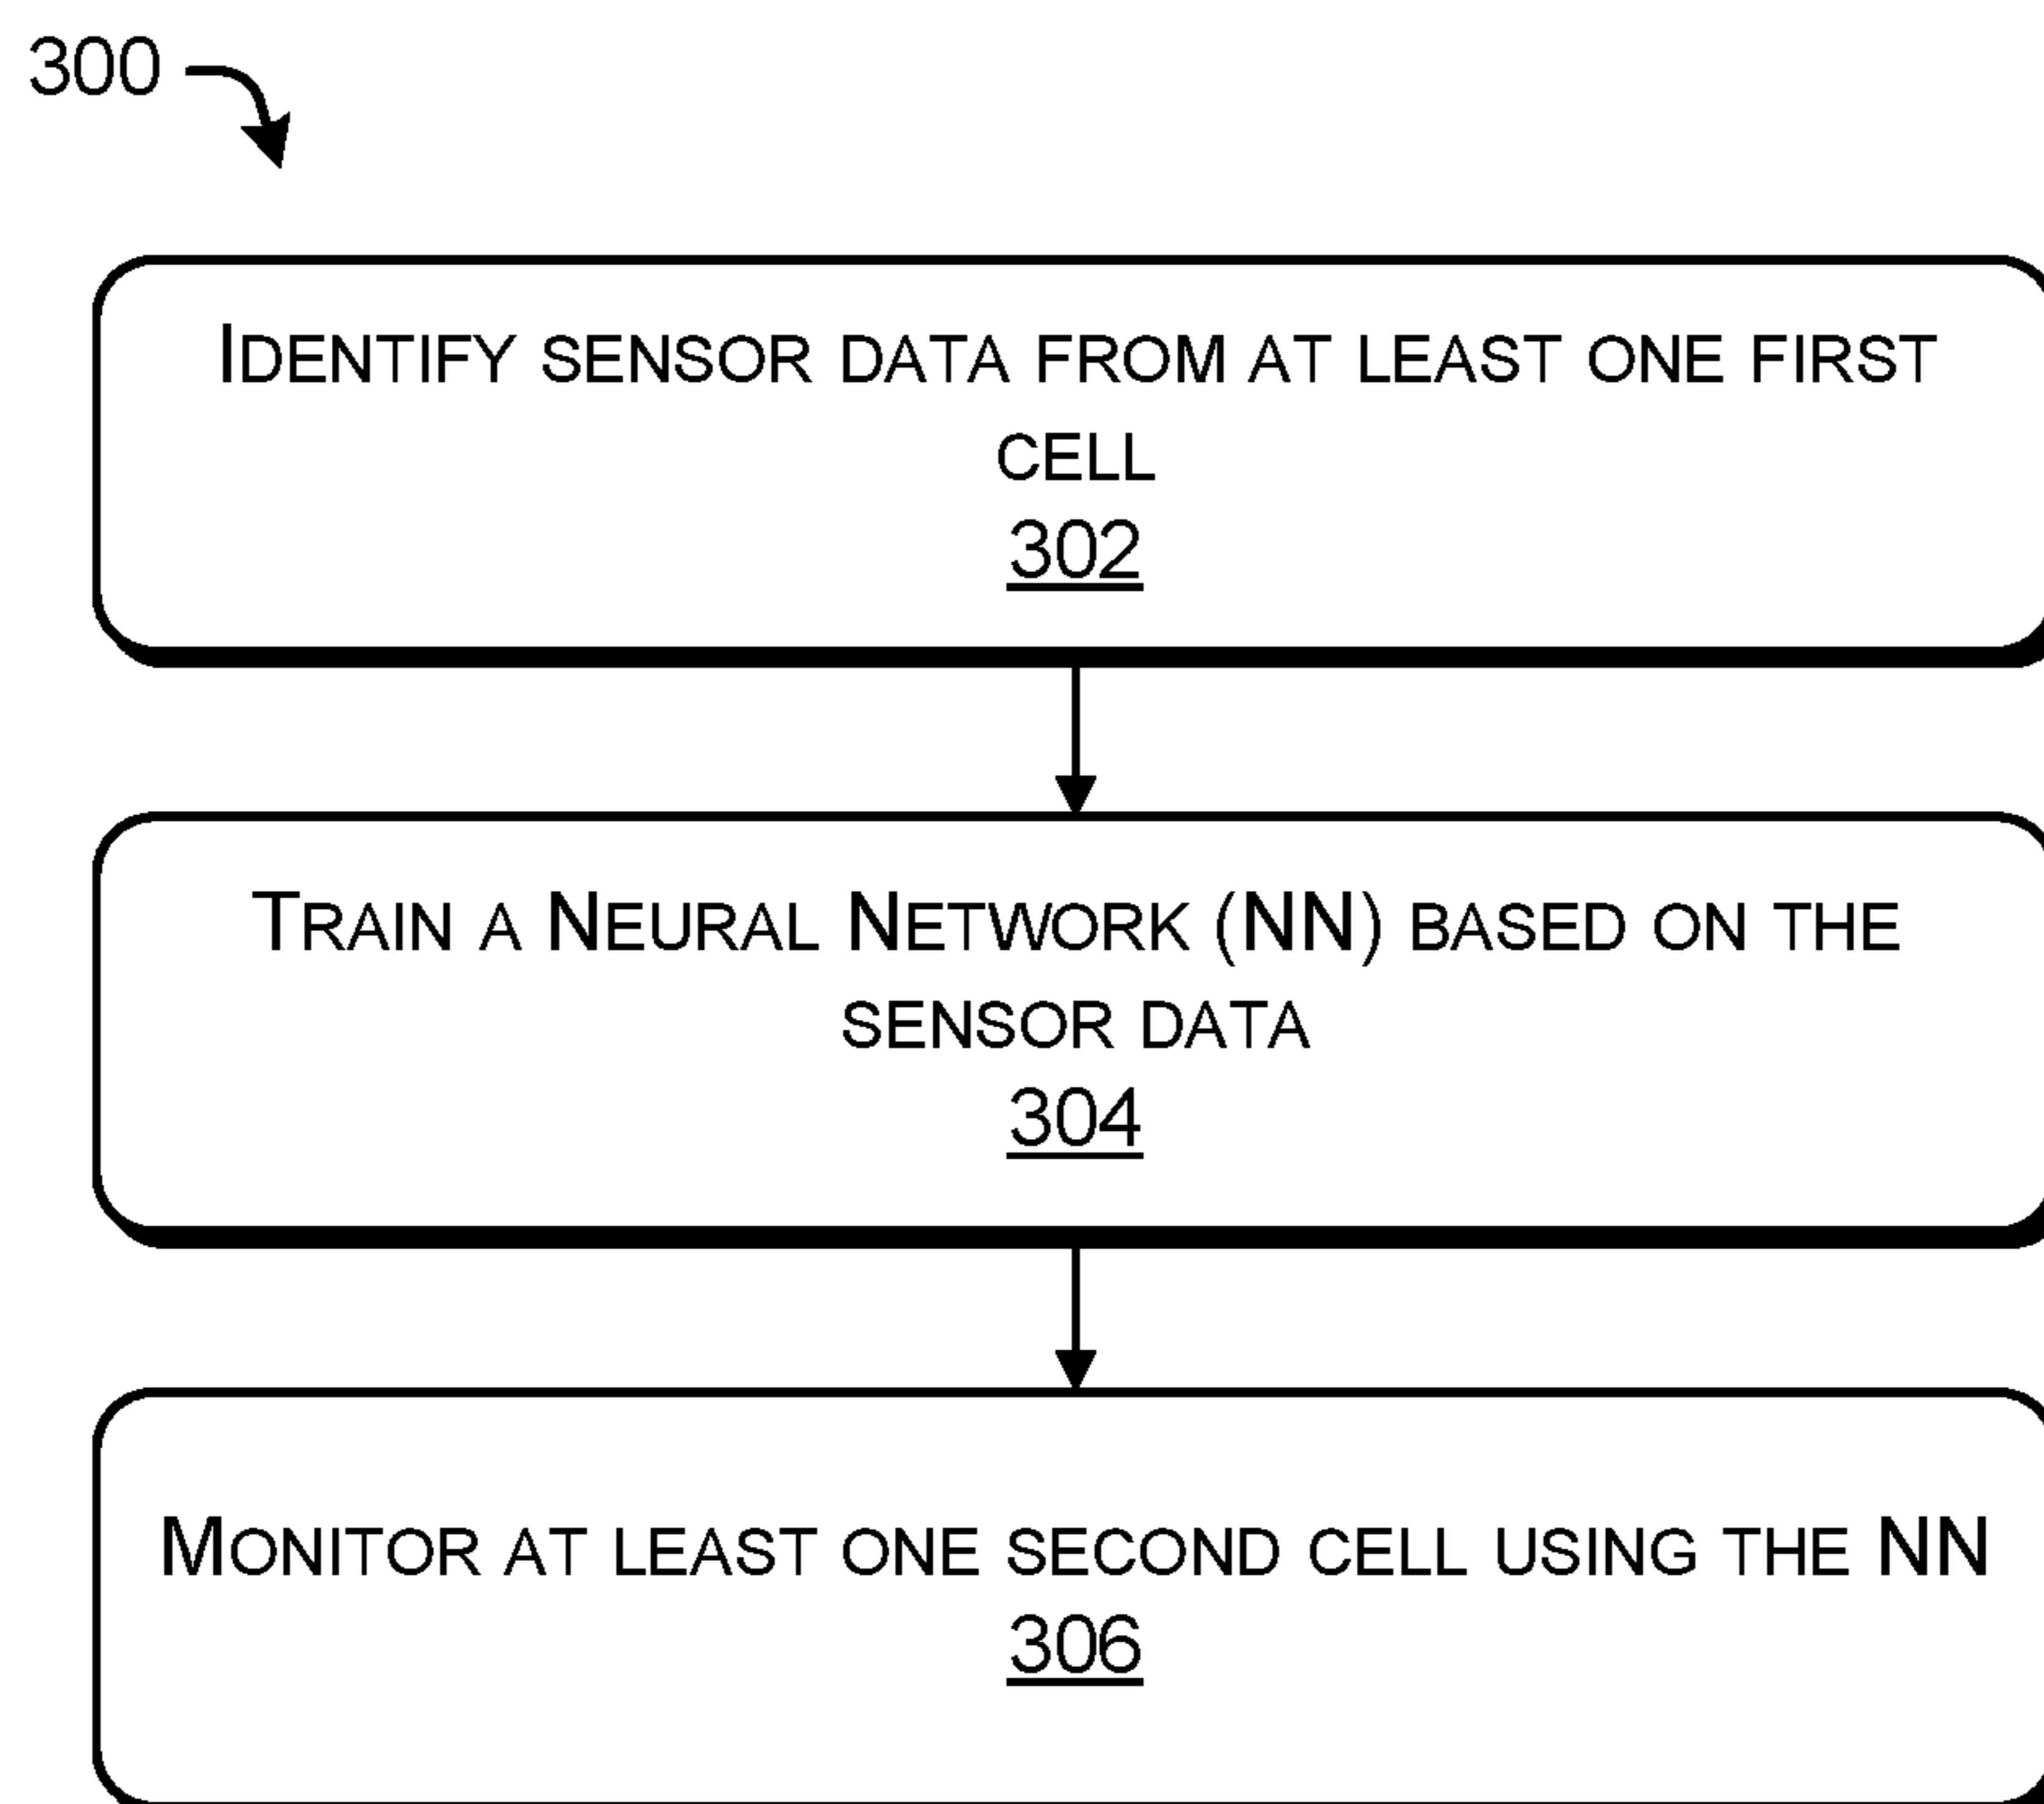 300
IDENTIFY SENSOR DATA FROM AT LEAST ONE FIRST
CELL
302
TRAIN A NEURAL NETWORK (NN) BASED ON THE
SENSOR DATA
304
MONITOR AT LEAST ONE SECOND CELL USING THE NN
306